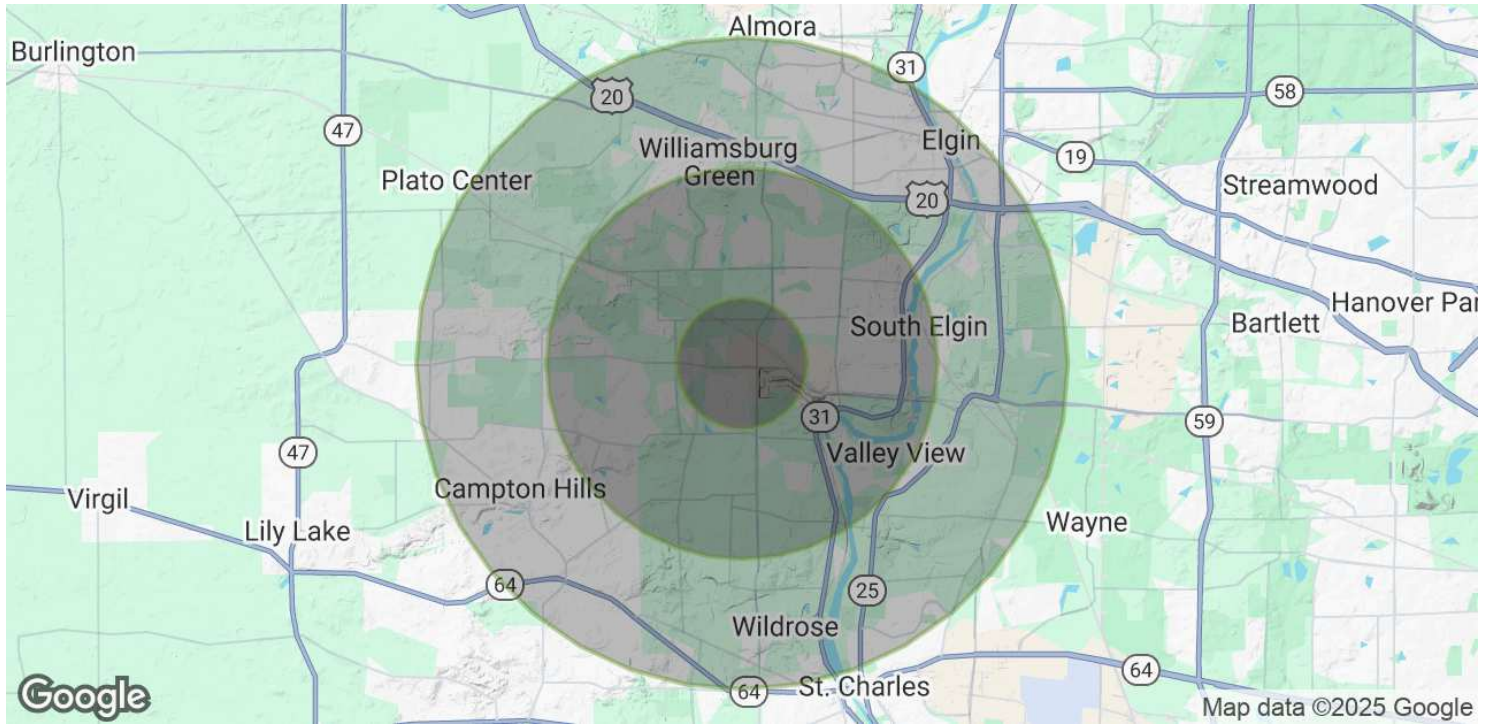 Almora
Burlington
31
20
58
47
Elgin
Williamsburg
Green
19
Plato Center
Streamwood
20
Hanover Par
South Elgin
Bartlett
31
59
47
Valley View
Campton Hills
Virgil
Wayne
Lily Lake
64
25
Wildrose
64
64
St. Charles
Google
Map data ©2025 Google